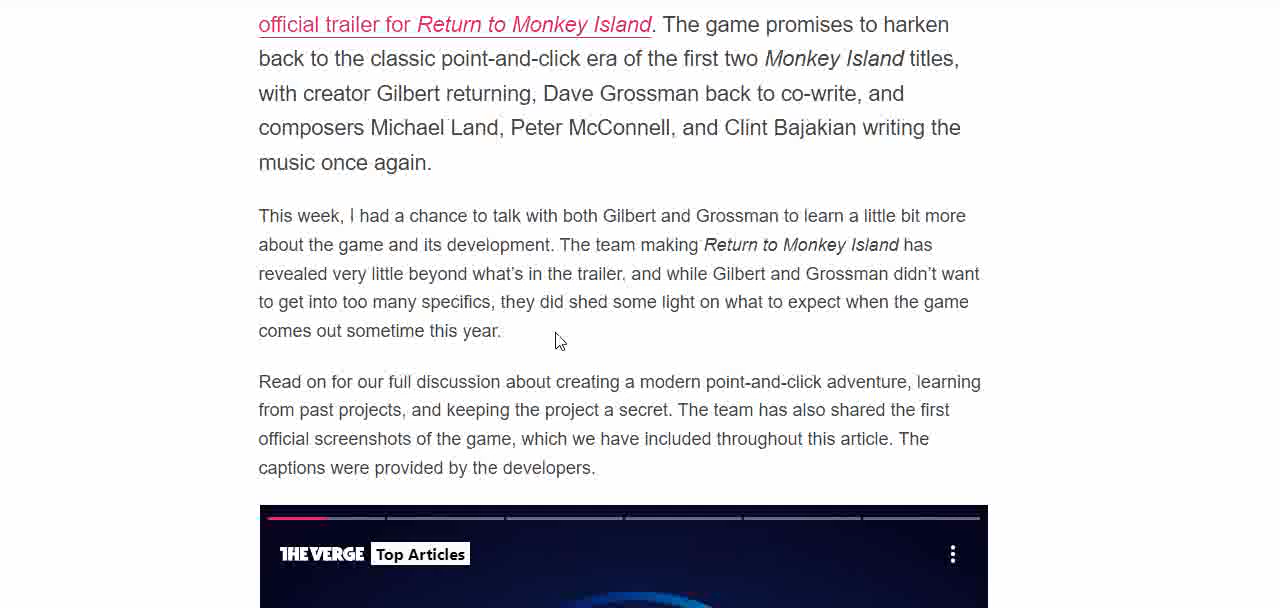 official trailer for Return to Monkey Island. The game promises to harken
back to the classic point-and-click era of the first two Monkey Island titles,
with creator Gilbert returning, Dave Grossman back to co-write, and
composers Michael Land, Peter McConnell, and Clint Bajakian writing the
music once again.
This week, I had a chance to talk with both Gilbert and Grossman to learn a little bit more
about the game and its development. The team making Return to Monkey Island has
revealed very little beyond what’s in the trailer, and while Gilbert and Grossman didn’t want
to get into too many specifics, they did shed some light on what to expect when the game
comes out sometime this year.
Read on for our full discussion about creating a modern point-and-click adventure, learning
from past projects, and keeping the project a secret. The team has also shared the first
official screenshots of the game, which we have included throughout this article. The
captions were provided by the developers.
THE VERGE Top Articles